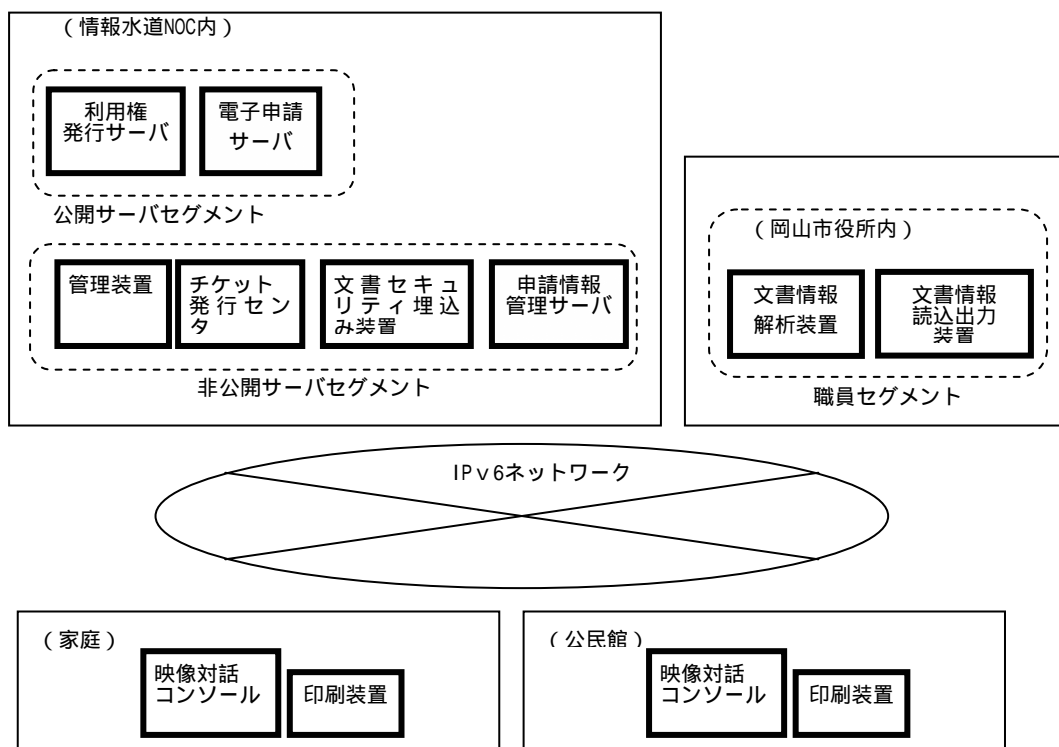 （情報水道NOC内）
利用権
発行サーバ
電子申請
サーバ
公開サーバセグメント
管理装置
チケット
発行セン
タ
文書セキュ
リティ埋込
み装置
申請情報
管理サーバ
非公開サーバセグメント
（岡山市役所内）
文書情報
解析装置
文書情報
読込出力
装置
職員セグメント
IPv6ネットワーク
（家庭）
映像対話
コンソール
印刷装置
（公民館）
映像対話
コンソール
印刷装置